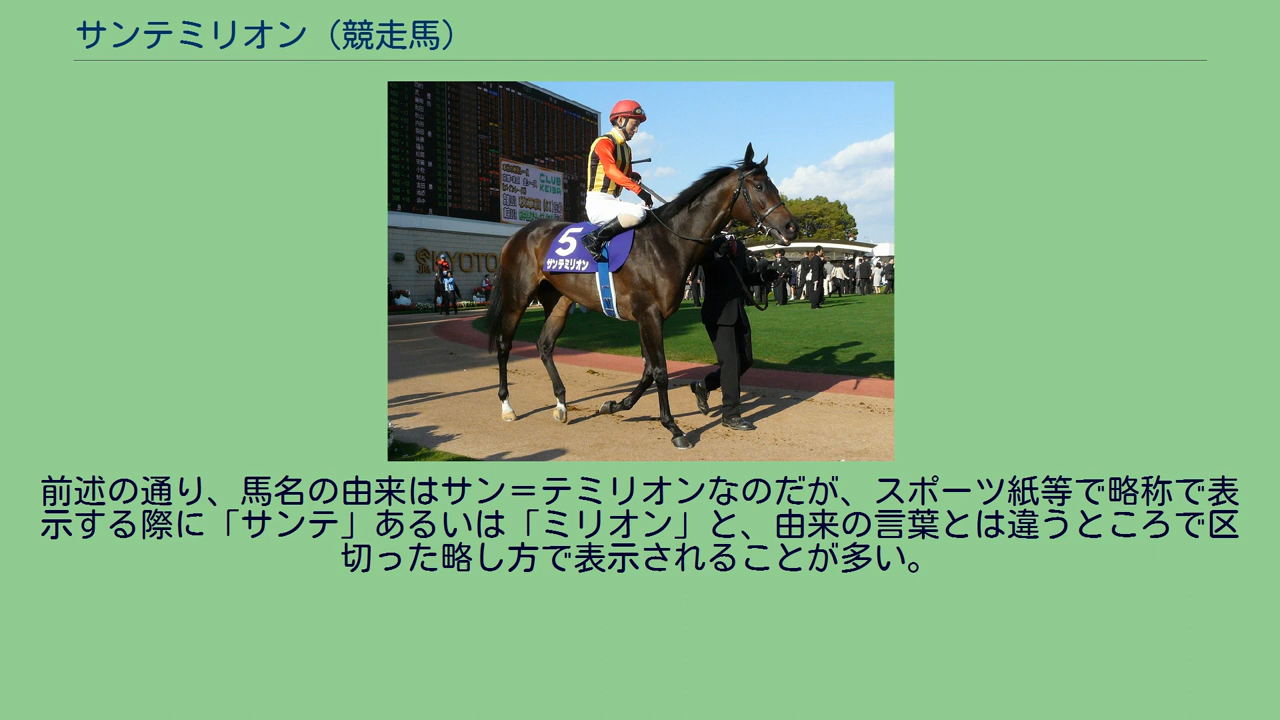 サンテミリオン（競走馬）
CLUB
KEIBA
KYOTO
5
サンテミリオン
前述の通り、馬名の由来はサン＝テミリオンなのだが、スポーツ紙等で略称で表
示する際に「サンテ」あるいは「ミリオン」と、由来の言葉とは違うところで区
切った略し方で表示されることが多い。